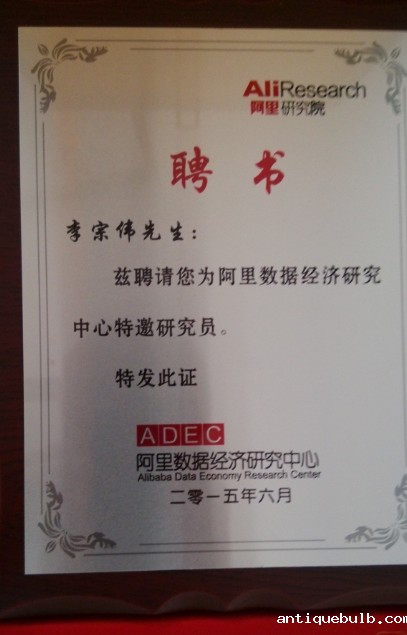 AliResearch
阿里研究院
聘 书
李宗伟先生：
兹聘请您为阿里数据经济研究
中心特邀研究员。
特发此证
ADEC
阿里数据经济研究中心
Alibaba Data Economy Research Center
二零一五年六月
antiquebulb.com